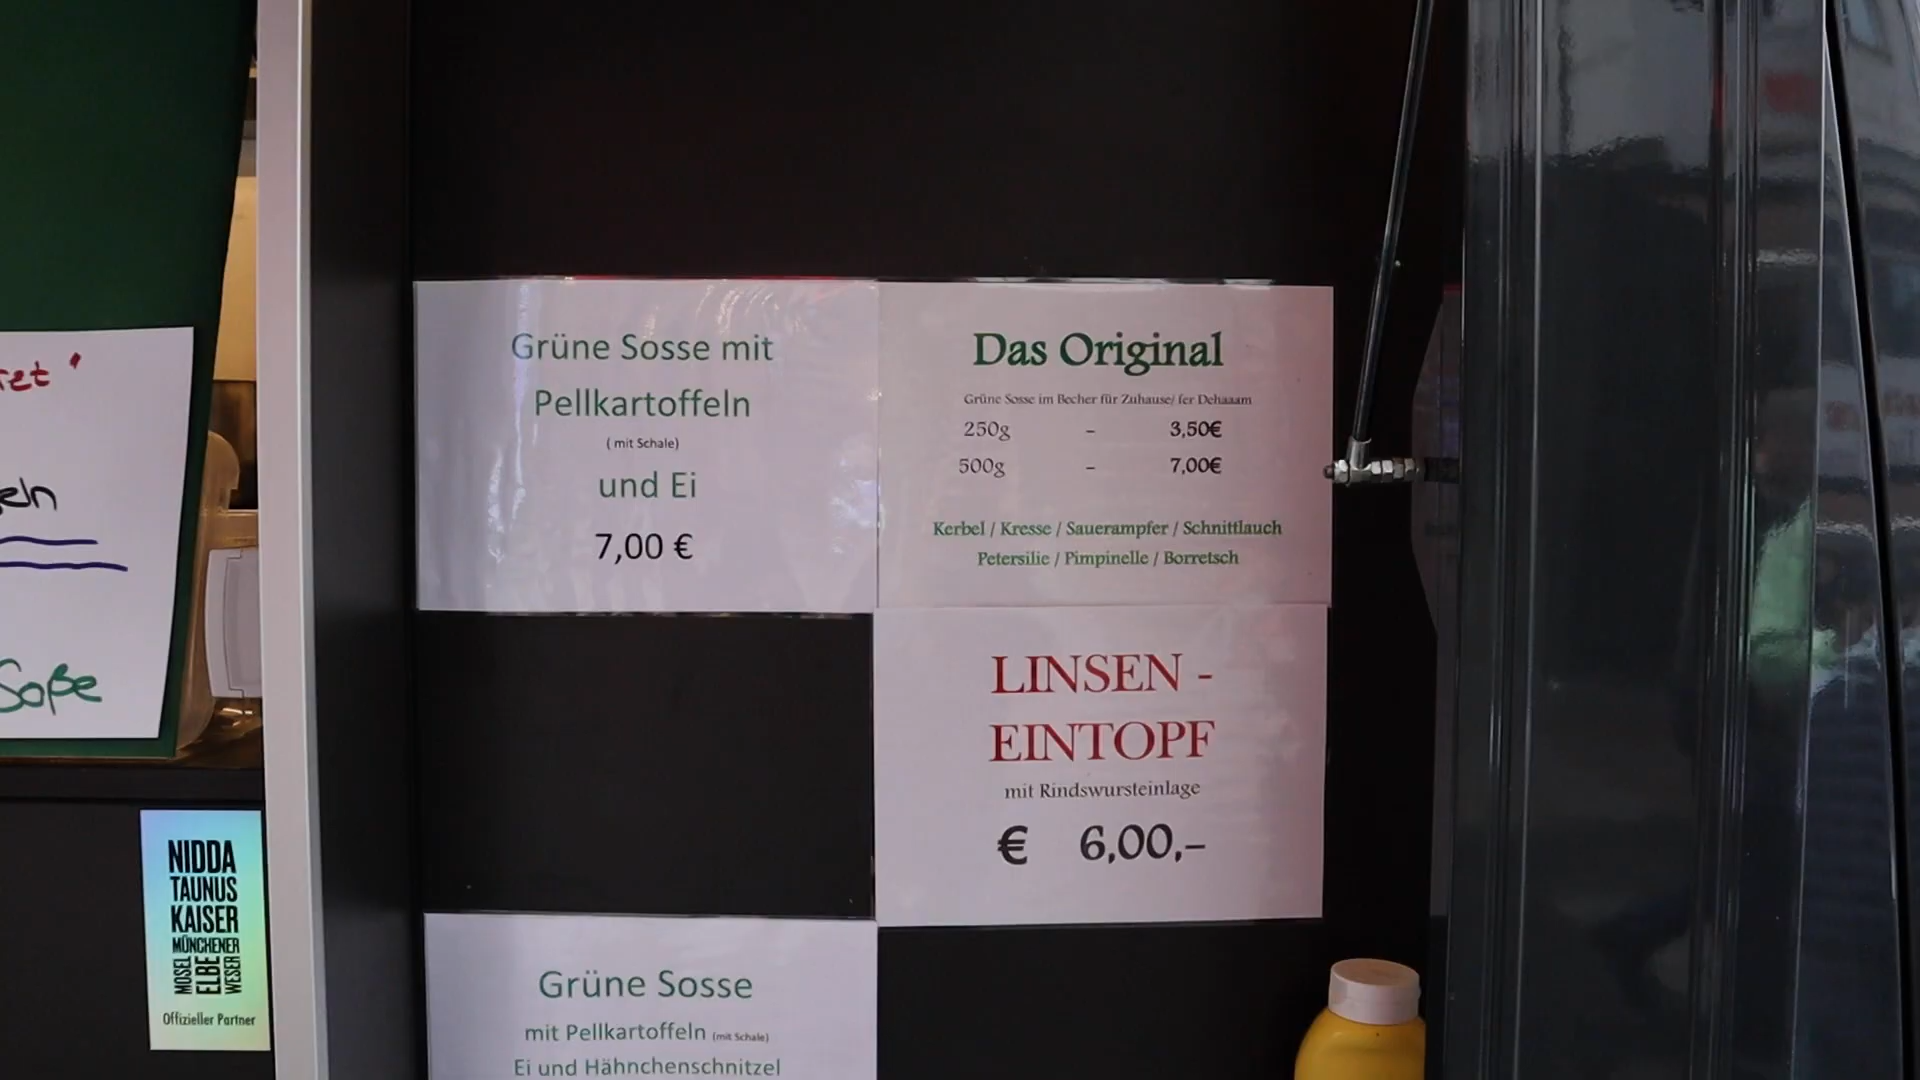 Soße
NIDDA
TAUNUS
KAISER
MÜNCHENER
MOSEL
ELBE
WESER
Offizieller Partner
Grüne Sosse mit
Pellkartoffeln
( mit Schale)
und Ei
7,00 €
Das Original
Grüne Sosse im Becher für Zuhause/ fer Dehaaam
250g - 3,50€
500g - 7,00€
Kerbel / Kresse / Sauerampfer / Schnittlauch
Petersilie / Pimpinelle / Borretsch
LINSEN -
EINTOPF
mit Rindswursteinlage
€ 6,00,-
Grüne Sosse
mit Pellkartoffeln (mit Schale)
Ei und Hähnchenschnitzel